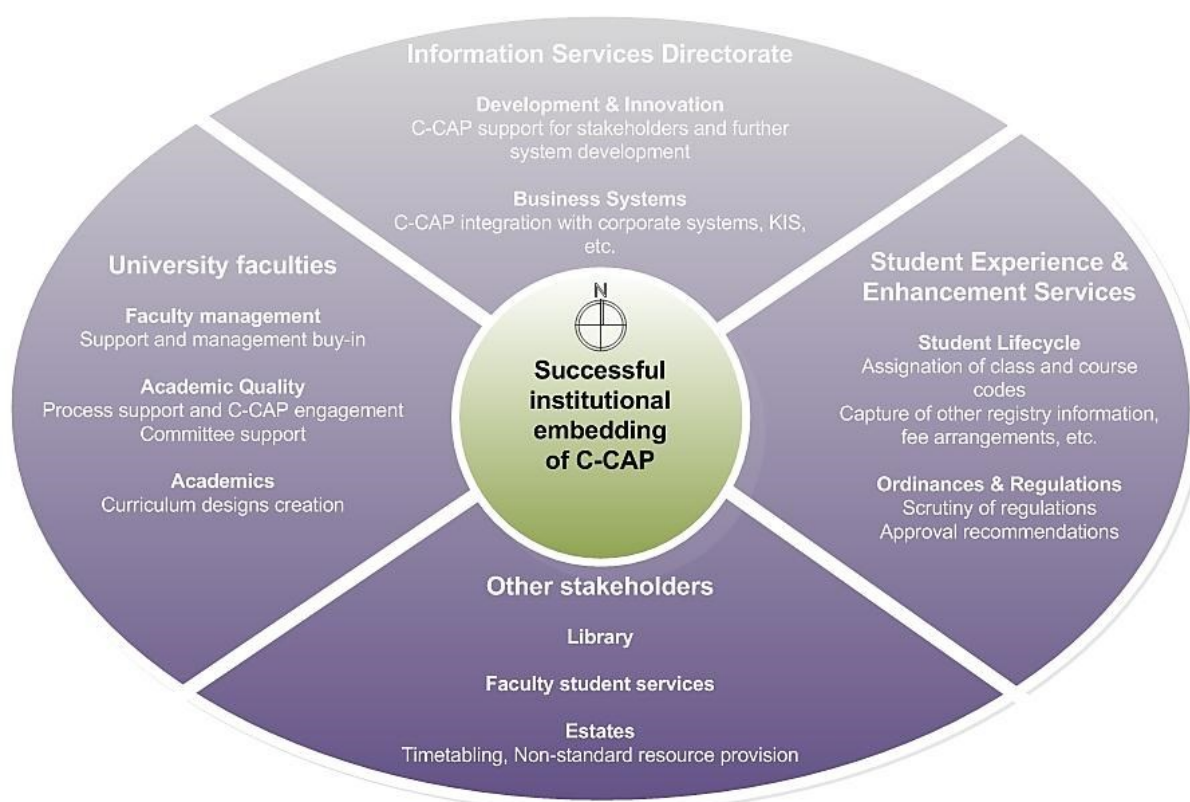 Information Services Directorate
Development & Innovation
C-CAP support for stakeholders and further
system development
Business Systems
C-CAP integration with corporate systems, KIS,
etc.
University faculties
Faculty management
Support and management buy-in
Academic Quality
Process support and C-CAP engagement
Committee support
Academics
Curriculum designs creation
N
Successful
institutional
embedding
of C-CAP
Student Experience &
Enhancement Services
Student Lifecycle
Assignation of class and course
codes
Capture of other registry information,
fee arrangements, etc.
Ordinances & Regulations
Scrutiny of regulations
Approval recommendations
Other stakeholders
Library
Faculty student services
Estates
Timetabling, Non-standard resource provision